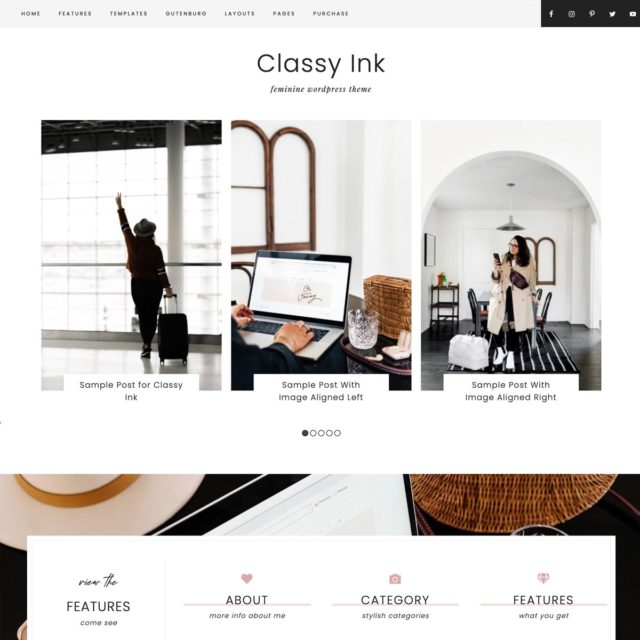 HOME FEATURES TEMPLATES GUTENBURG LAYOUTS PAGES PURCHASE
Classy Ink
feminine wordpress theme
Sample Post for Classy
Ink
Sample Post With
Image Aligned Left
Sample Post With
Image Aligned Right
view the
FEATURES
come see
ABOUT
more info about me
CATEGORY
stylish categories
FEATURES
what you get